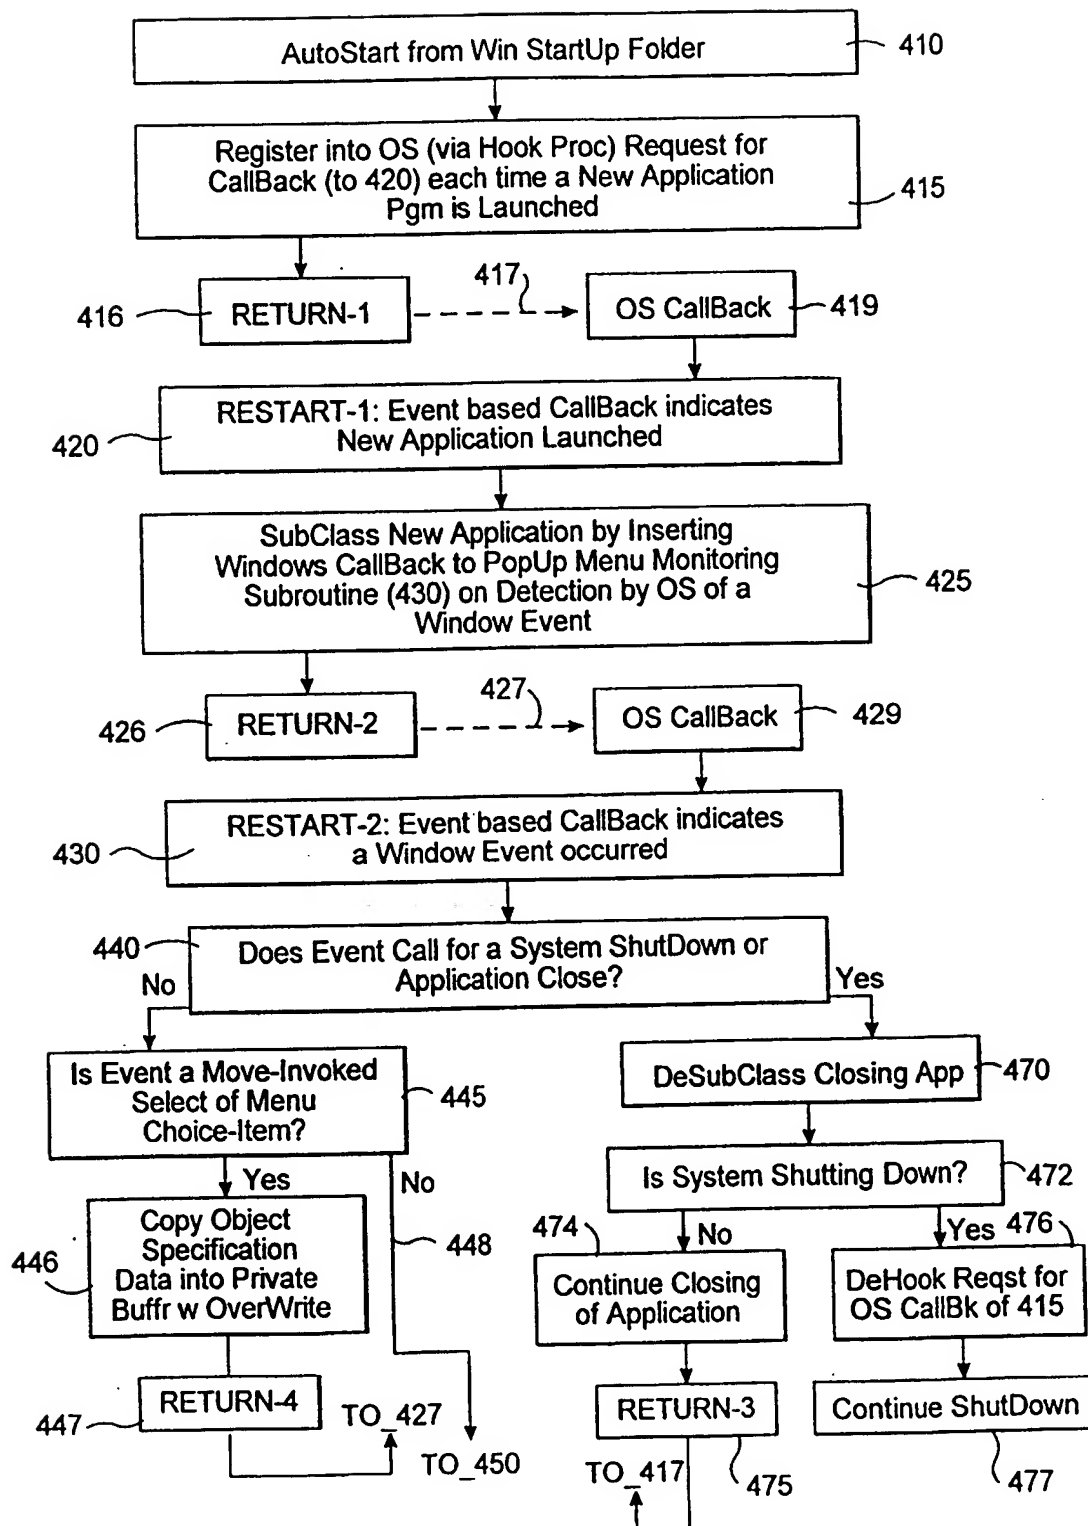 AutoStart from Win StartUp Folder
410
Register into OS (via Hook Proc) Request for
CallBack (to 420) each time a New Application
Pgm is Launched
415
416
RETURN-1
417
OS CallBack
419
RESTART-1: Event based CallBack indicates
New Application Launched
420
SubClass New Application by Inserting
Windows CallBack to PopUp Menu Monitoring
Subroutine (430) on Detection by OS of a
Window Event
425
426
RETURN-2
427
OS CallBack
429
RESTART-2: Event based CallBack indicates
a Window Event occurred
430
440
Does Event Call for a System ShutDown or
Application Close?
No
Yes
Is Event a Move-Invoked
Select of Menu
Choice-Item?
445
DeSubClass Closing App
470
Yes
No
Is System Shutting Down?
472
446
Copy Object
Specification
Data into Private
Buffr w OverWrite
448
474
No
Yes
476
Continue Closing
of Application
DeHook Reqst for
OS CallBk of 415
447
RETURN-4
TO_427
TO_450
RETURN-3
475
Continue ShutDown
477
TO_417